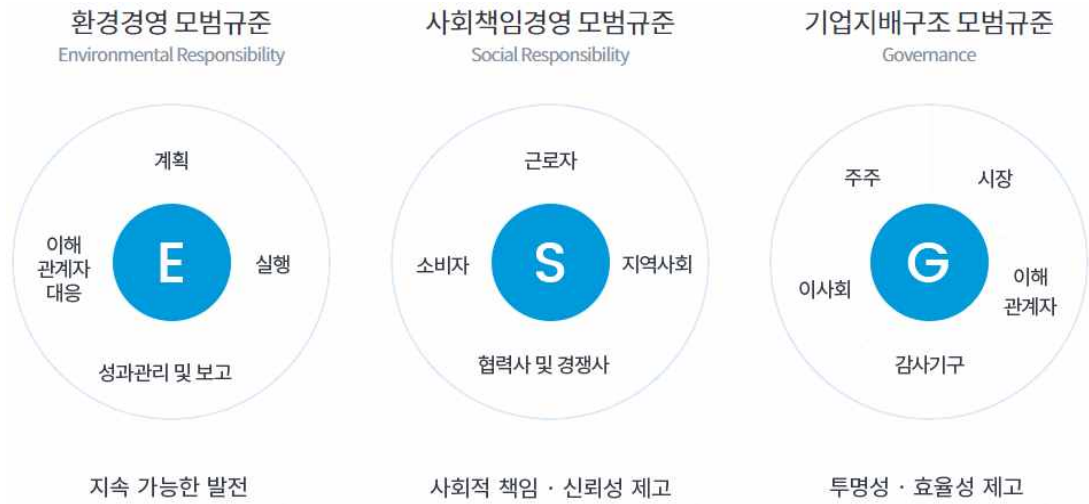 환경경영 모범규준
Environmental Responsibility
계획
이해
관계자
대응
E
실행
성과관리 및 보고
지속 가능한 발전
사회책임경영 모범규준
Social Responsibility
근로자
소비자
S
지역사회
협력사 및 경쟁사
사회적 책임 · 신뢰성 제고
기업지배구조 모범규준
Governance
주주
시장
이사회
G
이해
관계자
감사기구
투명성 · 효율성 제고